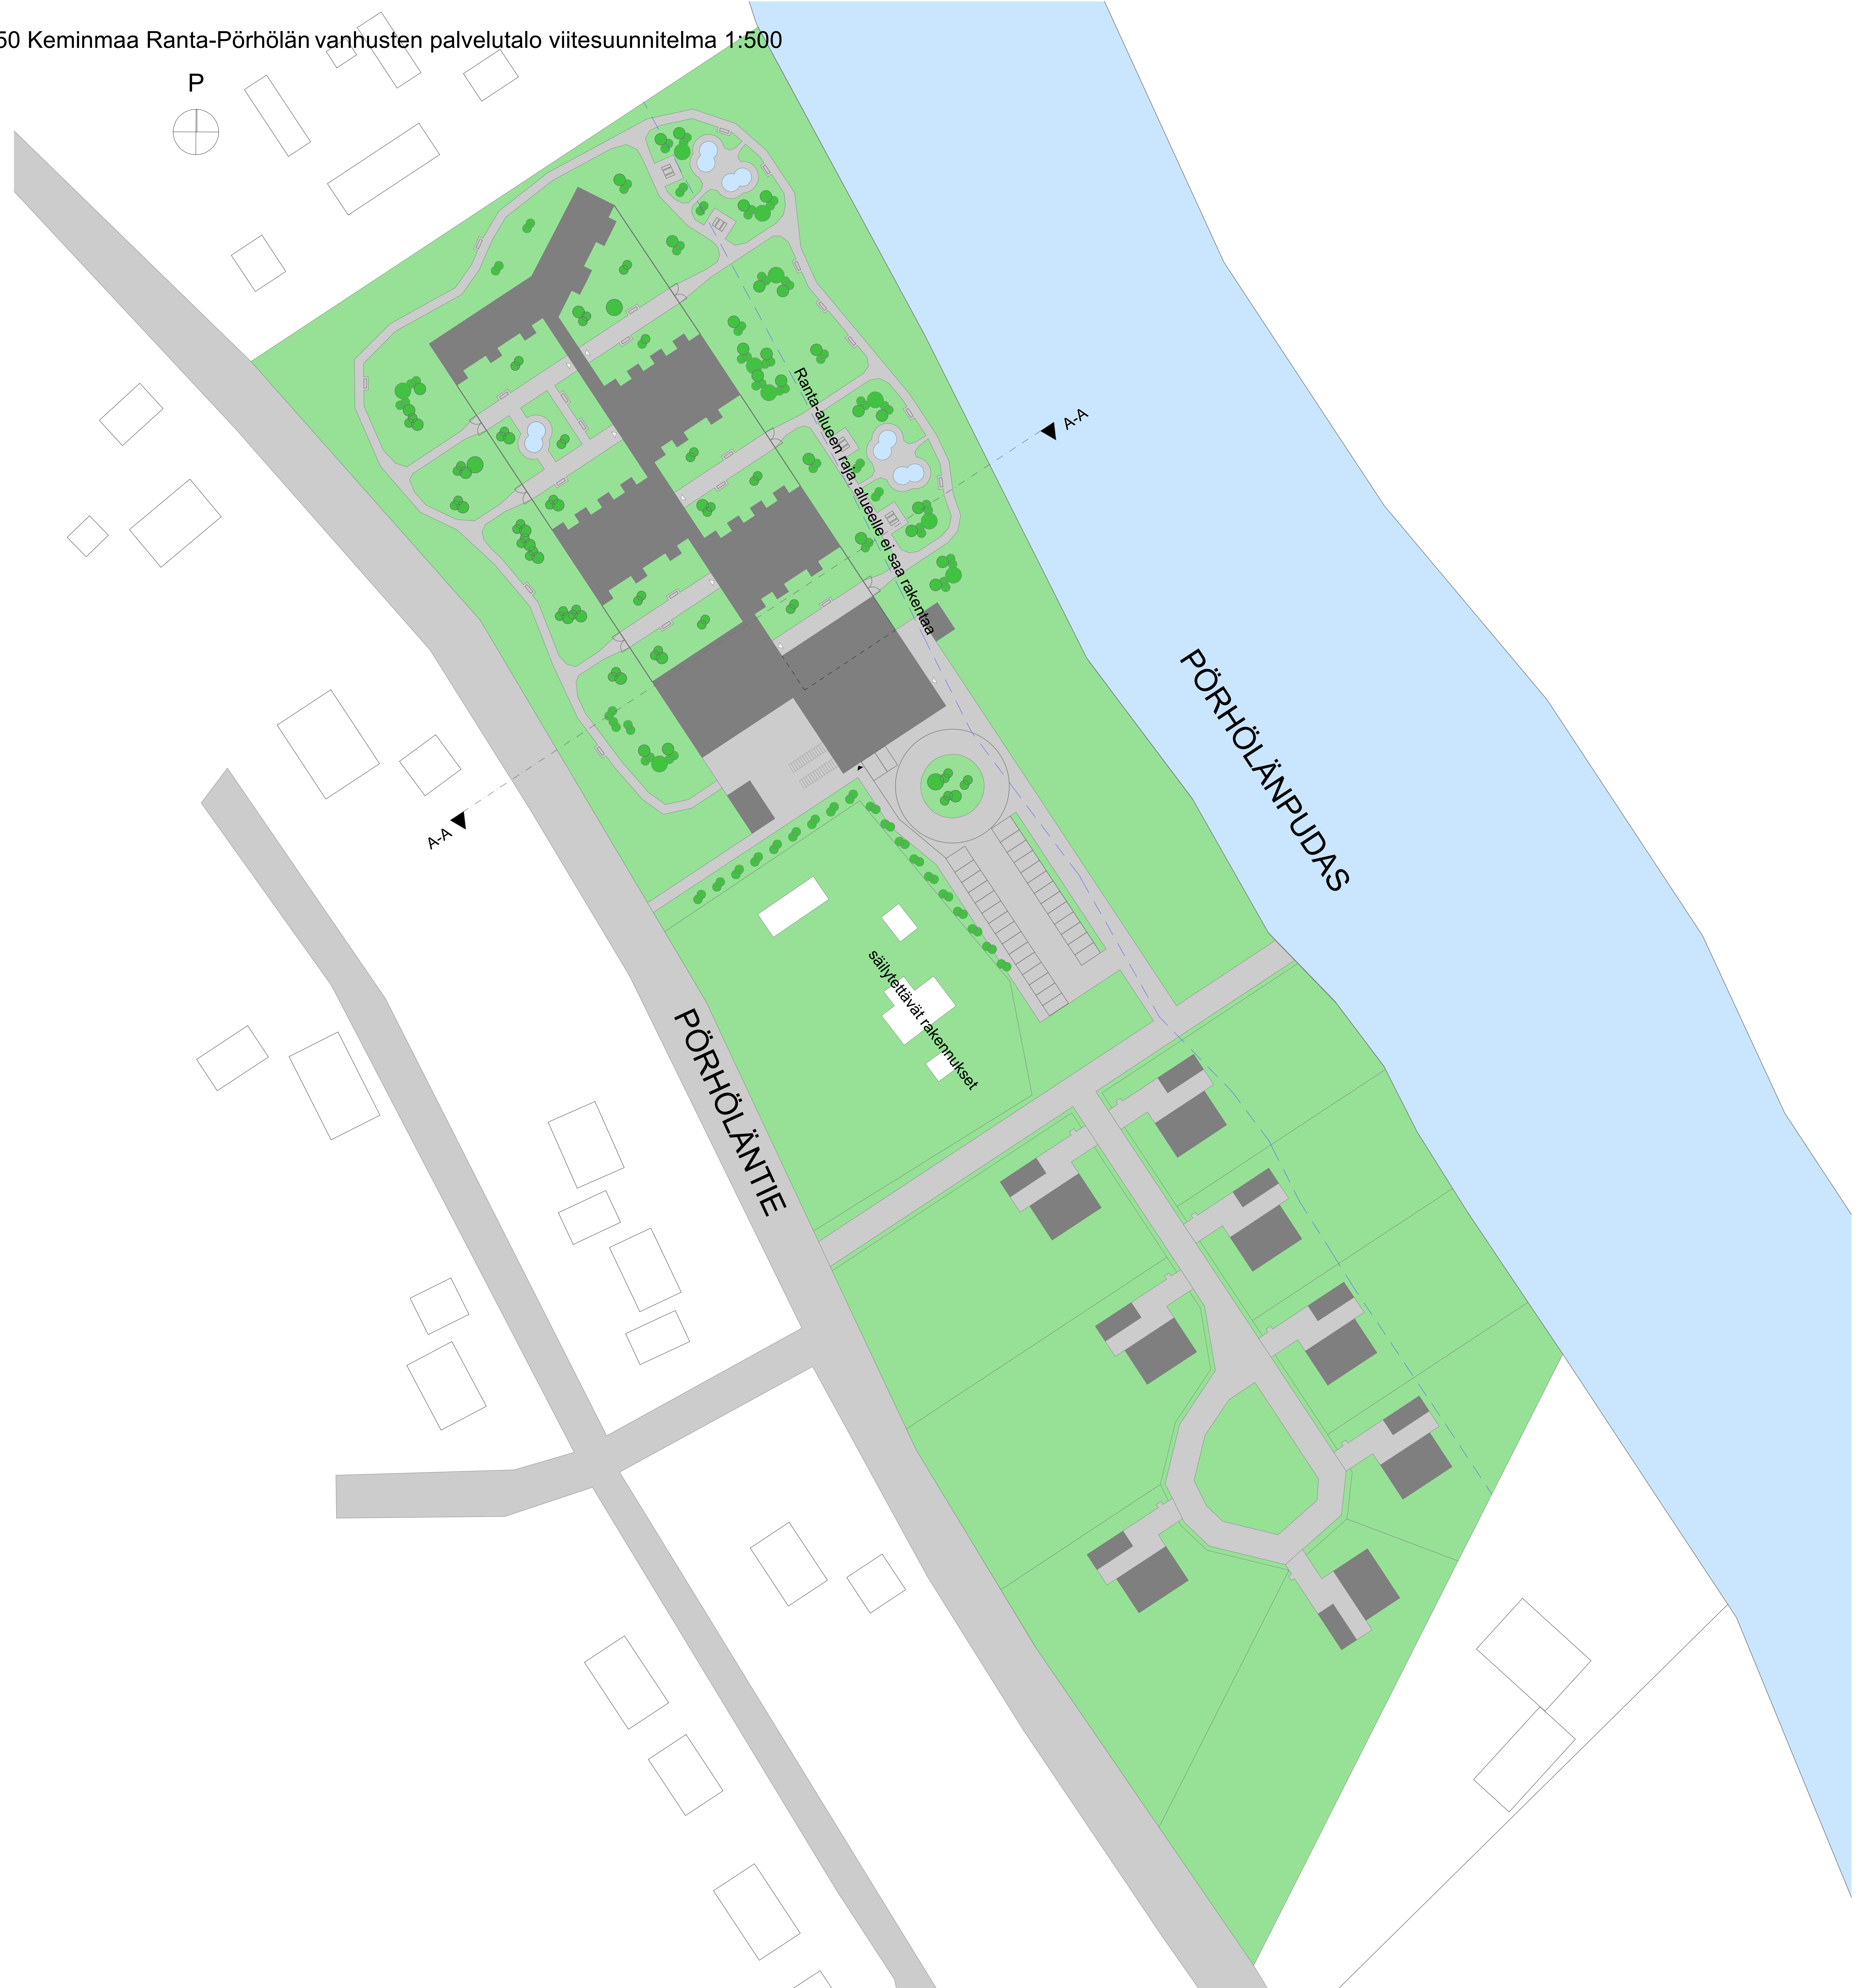 50 Keminmaa Ranta-Pörhölän vanhusten palvelutalo viitesuunnitelma 1:500
P
Ranta-alueen raja, alueelle ei saa rakentaa
A-A
A-A
PÖRHÖLÄNPUDAS
säilytettävät rakennukset
PÖRHÖLÄNTIE